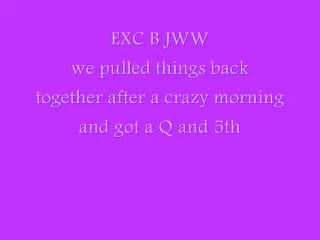 EXC B JWW
we pulled things back
together after a crazy morning
and got a Q and 5th